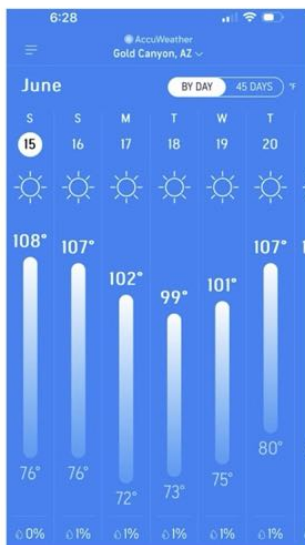 6:28
AccuWeather
Gold Canyon, AZ
June
BY DAY 45 DAYS °F
S S M T W T
15 16 17 18 19 20
108° 107° 102° 99° 101° 107°
76° 76° 72° 73° 75° 80°
0% 1% 1% 1% 1% 1%